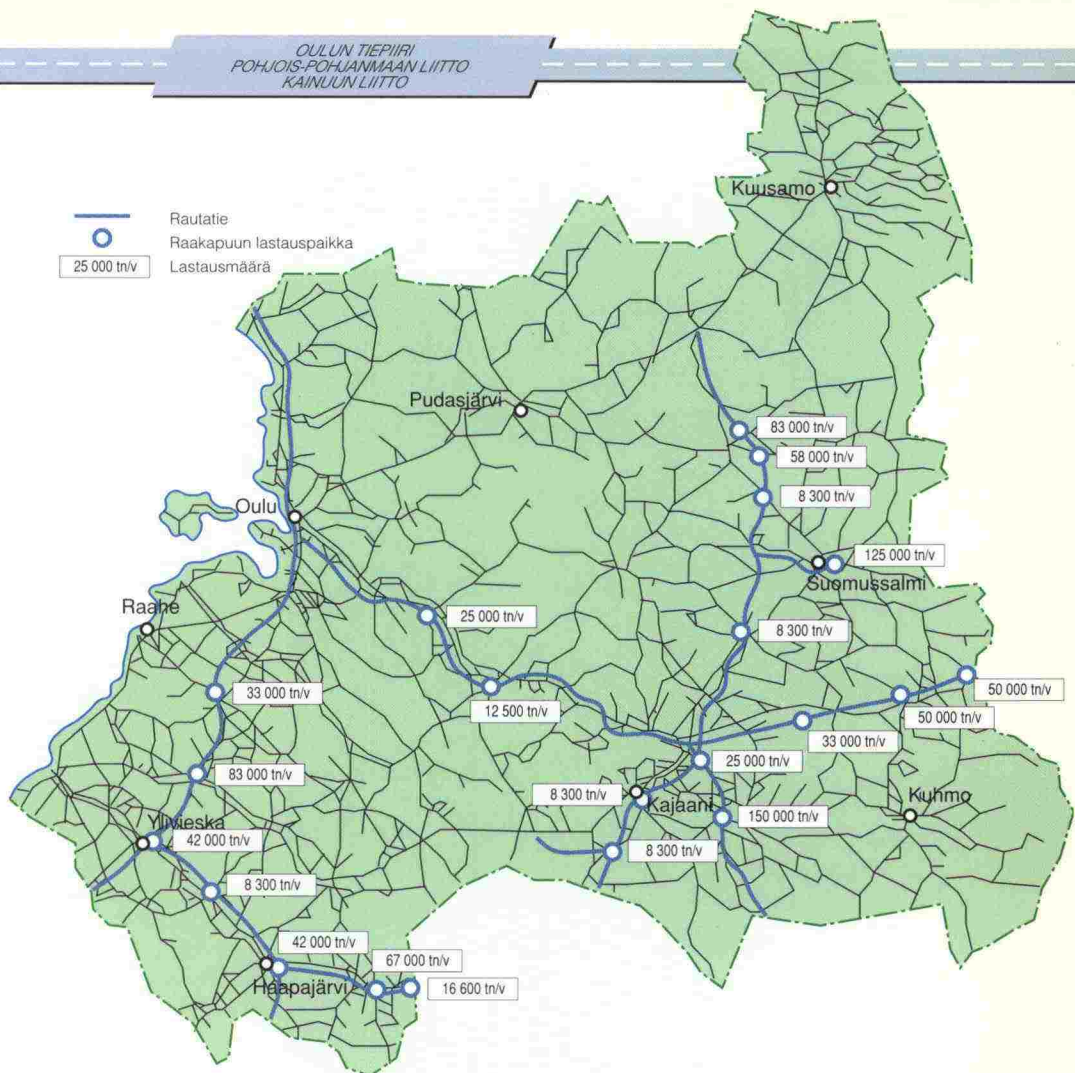 OULUN TIEPIIRI
POHJOIS-POHJANMAAN LIITTO
KAINUUN LIITTO
Rautatie
Raakapuun lastauspaikka
25 000 tn/v Lastausmäärä
Kuusamo
Pudasjärvi
83 000 tn/v
58 000 tn/v
8 300 tn/v
Oulu
125 000 tn/v
Suomussalmi
Raahe
25 000 tn/v
8 300 tn/v
33 000 tn/v
12 500 tn/v
50 000 tn/v
50 000 tn/v
33 000 tn/v
25 000 tn/v
83 000 tn/v
8 300 tn/v
Kajaani
Kuhmo
150 000 tn/v
Ylivieska
42 000 tn/v
8 300 tn/v
8 300 tn/v
42 000 tn/v
67 000 tn/v
Haapajärvi
16 600 tn/v